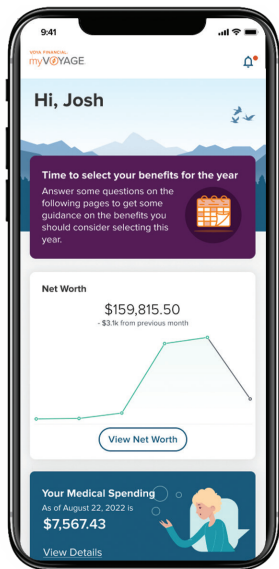 9:41
VOYA FINANCIAL.
myVOYAGE
Hi, Josh
Time to select your benefits for the year
Answer some questions on the
following pages to get some
guidance on the benefits you
should consider selecting this
year.
Net Worth
$159,815.50
- $3.1k from previous month
View Net Worth
Your Medical Spending
As of August 22, 2022 is
$7,567.43
View Details